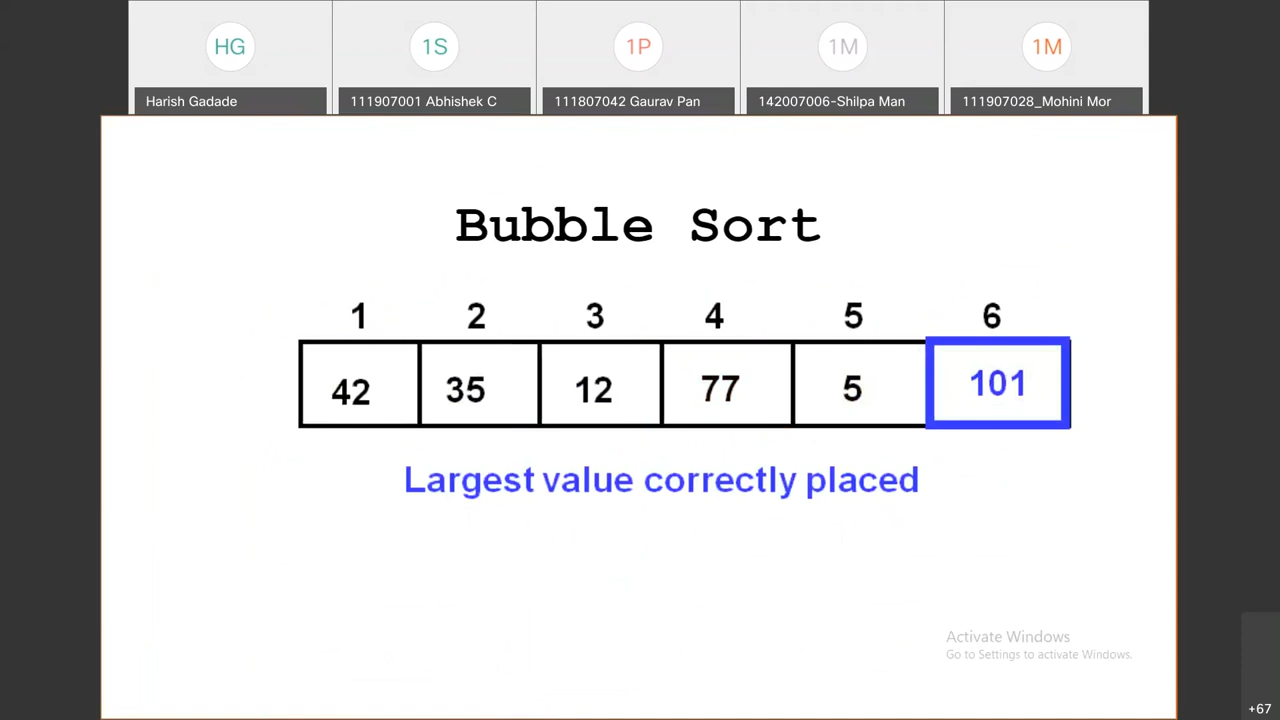 HG 1S 1P 1M 1M
Harish Gadade 111907001 Abhishek C 111807042 Gaurav Pan 142007006-Shilpa Man 111907028_Mohini Mor
Bubble Sort
1 2 3 4 5 6
42 35 12 77 5 101
Largest value correctly placed
Activate Windows
Go to Settings to activate Windows.
+67